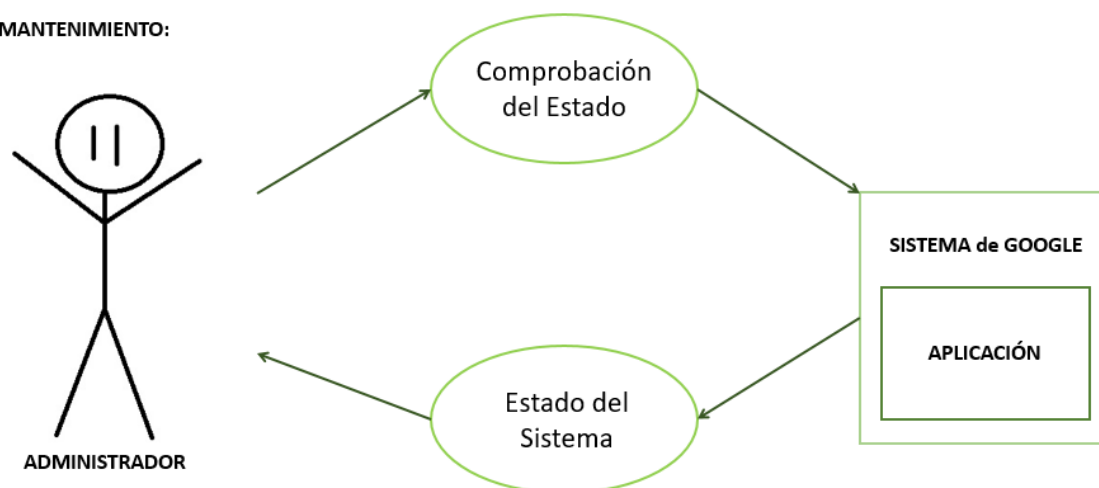 MANTENIMIENTO:
Comprobación
del Estado
SISTEMA de GOOGLE
APLICACIÓN
Estado del
Sistema
ADMINISTRADOR